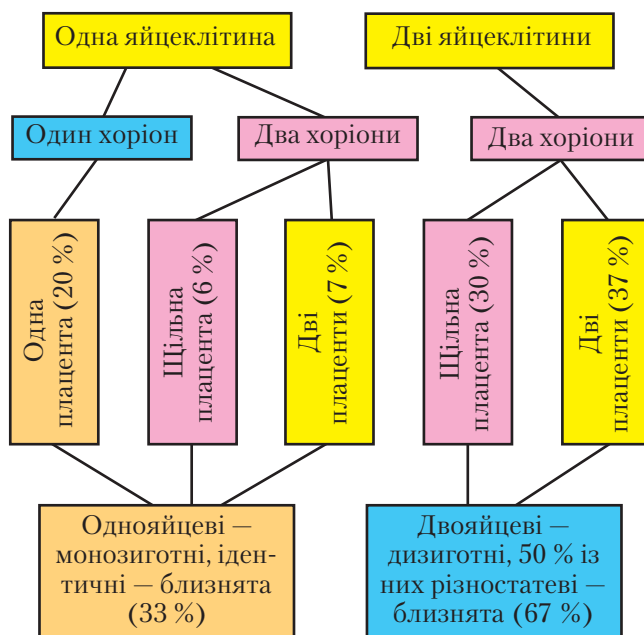 Одна яйцеклітина
Дві яйцеклітини
Один хоріон
Два хоріони
Два хоріони
Одна
плацента (20 %)
Щільна
плацента (6 %)
Дві
плаценти (7 %)
Щільна
плацента (30 %)
Дві
плаценти (37 %)
Однояйцеві –
монозиготні, іден-
тичні – близнята
(33 %)
Двояйцеві –
дизиготні, 50 % із
них різностатеві –
близнята (67 %)